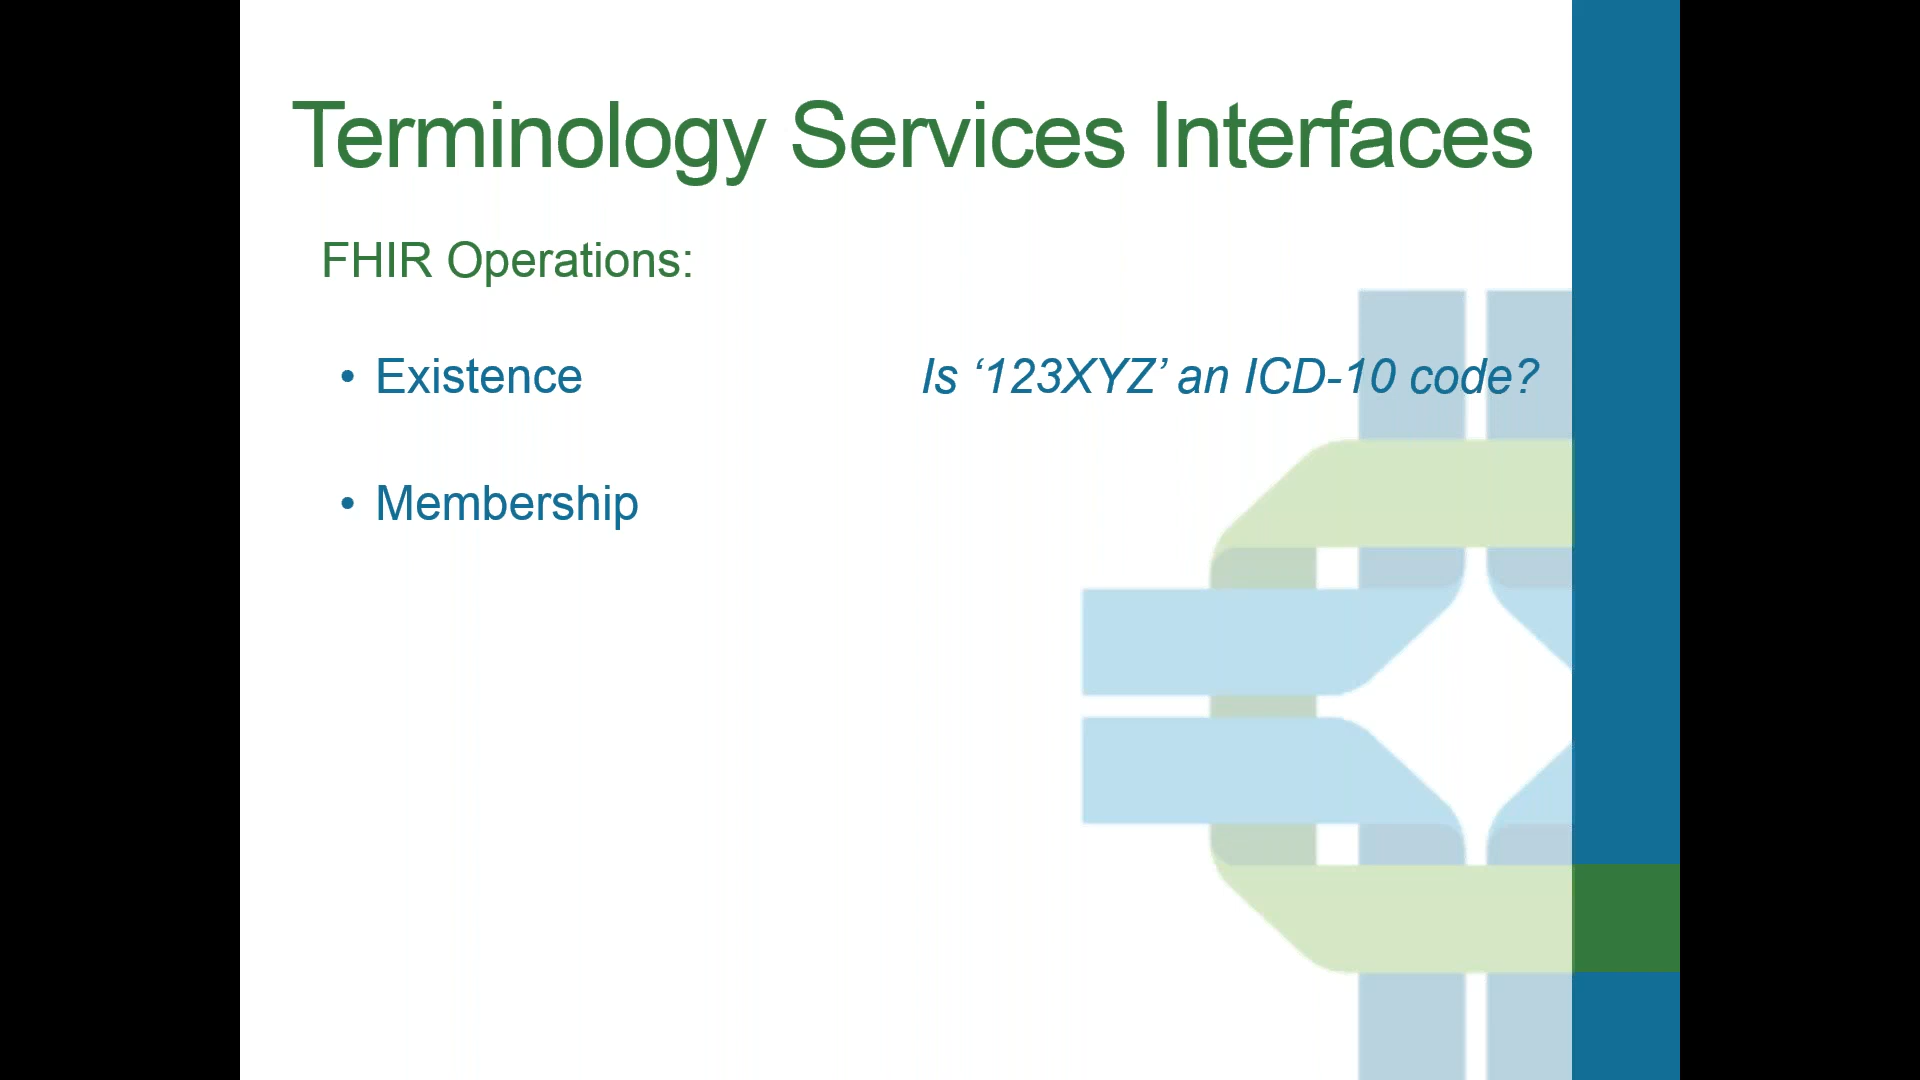 Terminology Services Interfaces
FHIR Operations:
• Existence
Is ‘123XYZ’ an ICD-10 code?
• Membership